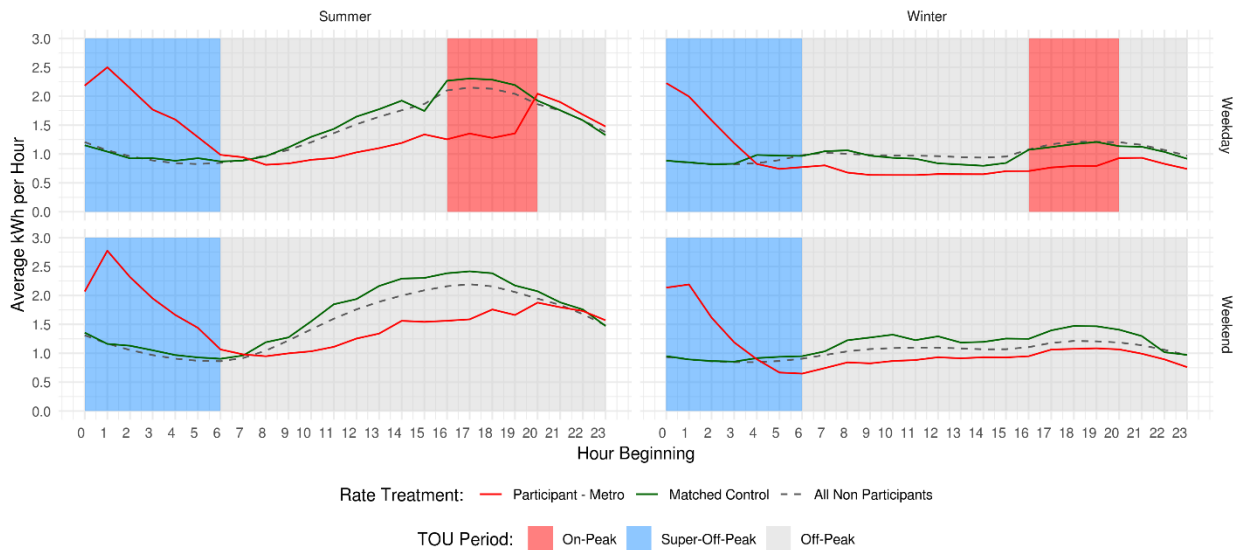 Summer
Winter
3.0
2.5
2.0
1.5
1.0
0.5
0.0
Weekday
3.0
2.5
2.0
1.5
1.0
0.5
0.0
Weekend
Average kWh per Hour
0 1 2 3 4 5 6 7 8 9 10 11 12 13 14 15 16 17 18 19 20 21 22 23
0 1 2 3 4 5 6 7 8 9 10 11 12 13 14 15 16 17 18 19 20 21 22 23
Hour Beginning
Rate Treatment: Participant - Metro Matched Control All Non Participants
TOU Period: On-Peak Super-Off-Peak Off-Peak